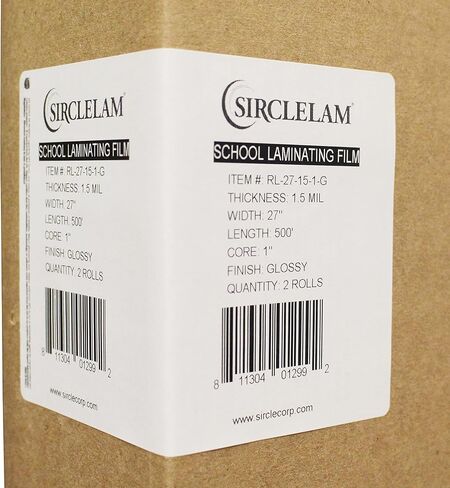 SIRCLELAM
SCHOOL LAMINATING FILM
ITEM #: RL-27-15-1-G
THICKNESS: 1.5 MIL
WIDTH: 27"
LENGTH: 500'
CORE: 1"
FINISH: GLOSSY
QUANTITY: 2 ROLLS
8 11304 01299 2
www.sirclecorp.com
SIRCLELAM®
SCHOOL LAMINATING FILM
ITEM #: RL-27-15-1-G
THICKNESS: 1.5 MIL
WIDTH: 27"
LENGTH: 500'
CORE: 1"
FINISH: GLOSSY
QUANTITY: 2 ROLLS
8 11304 01299 2
www.sirclecorp.com